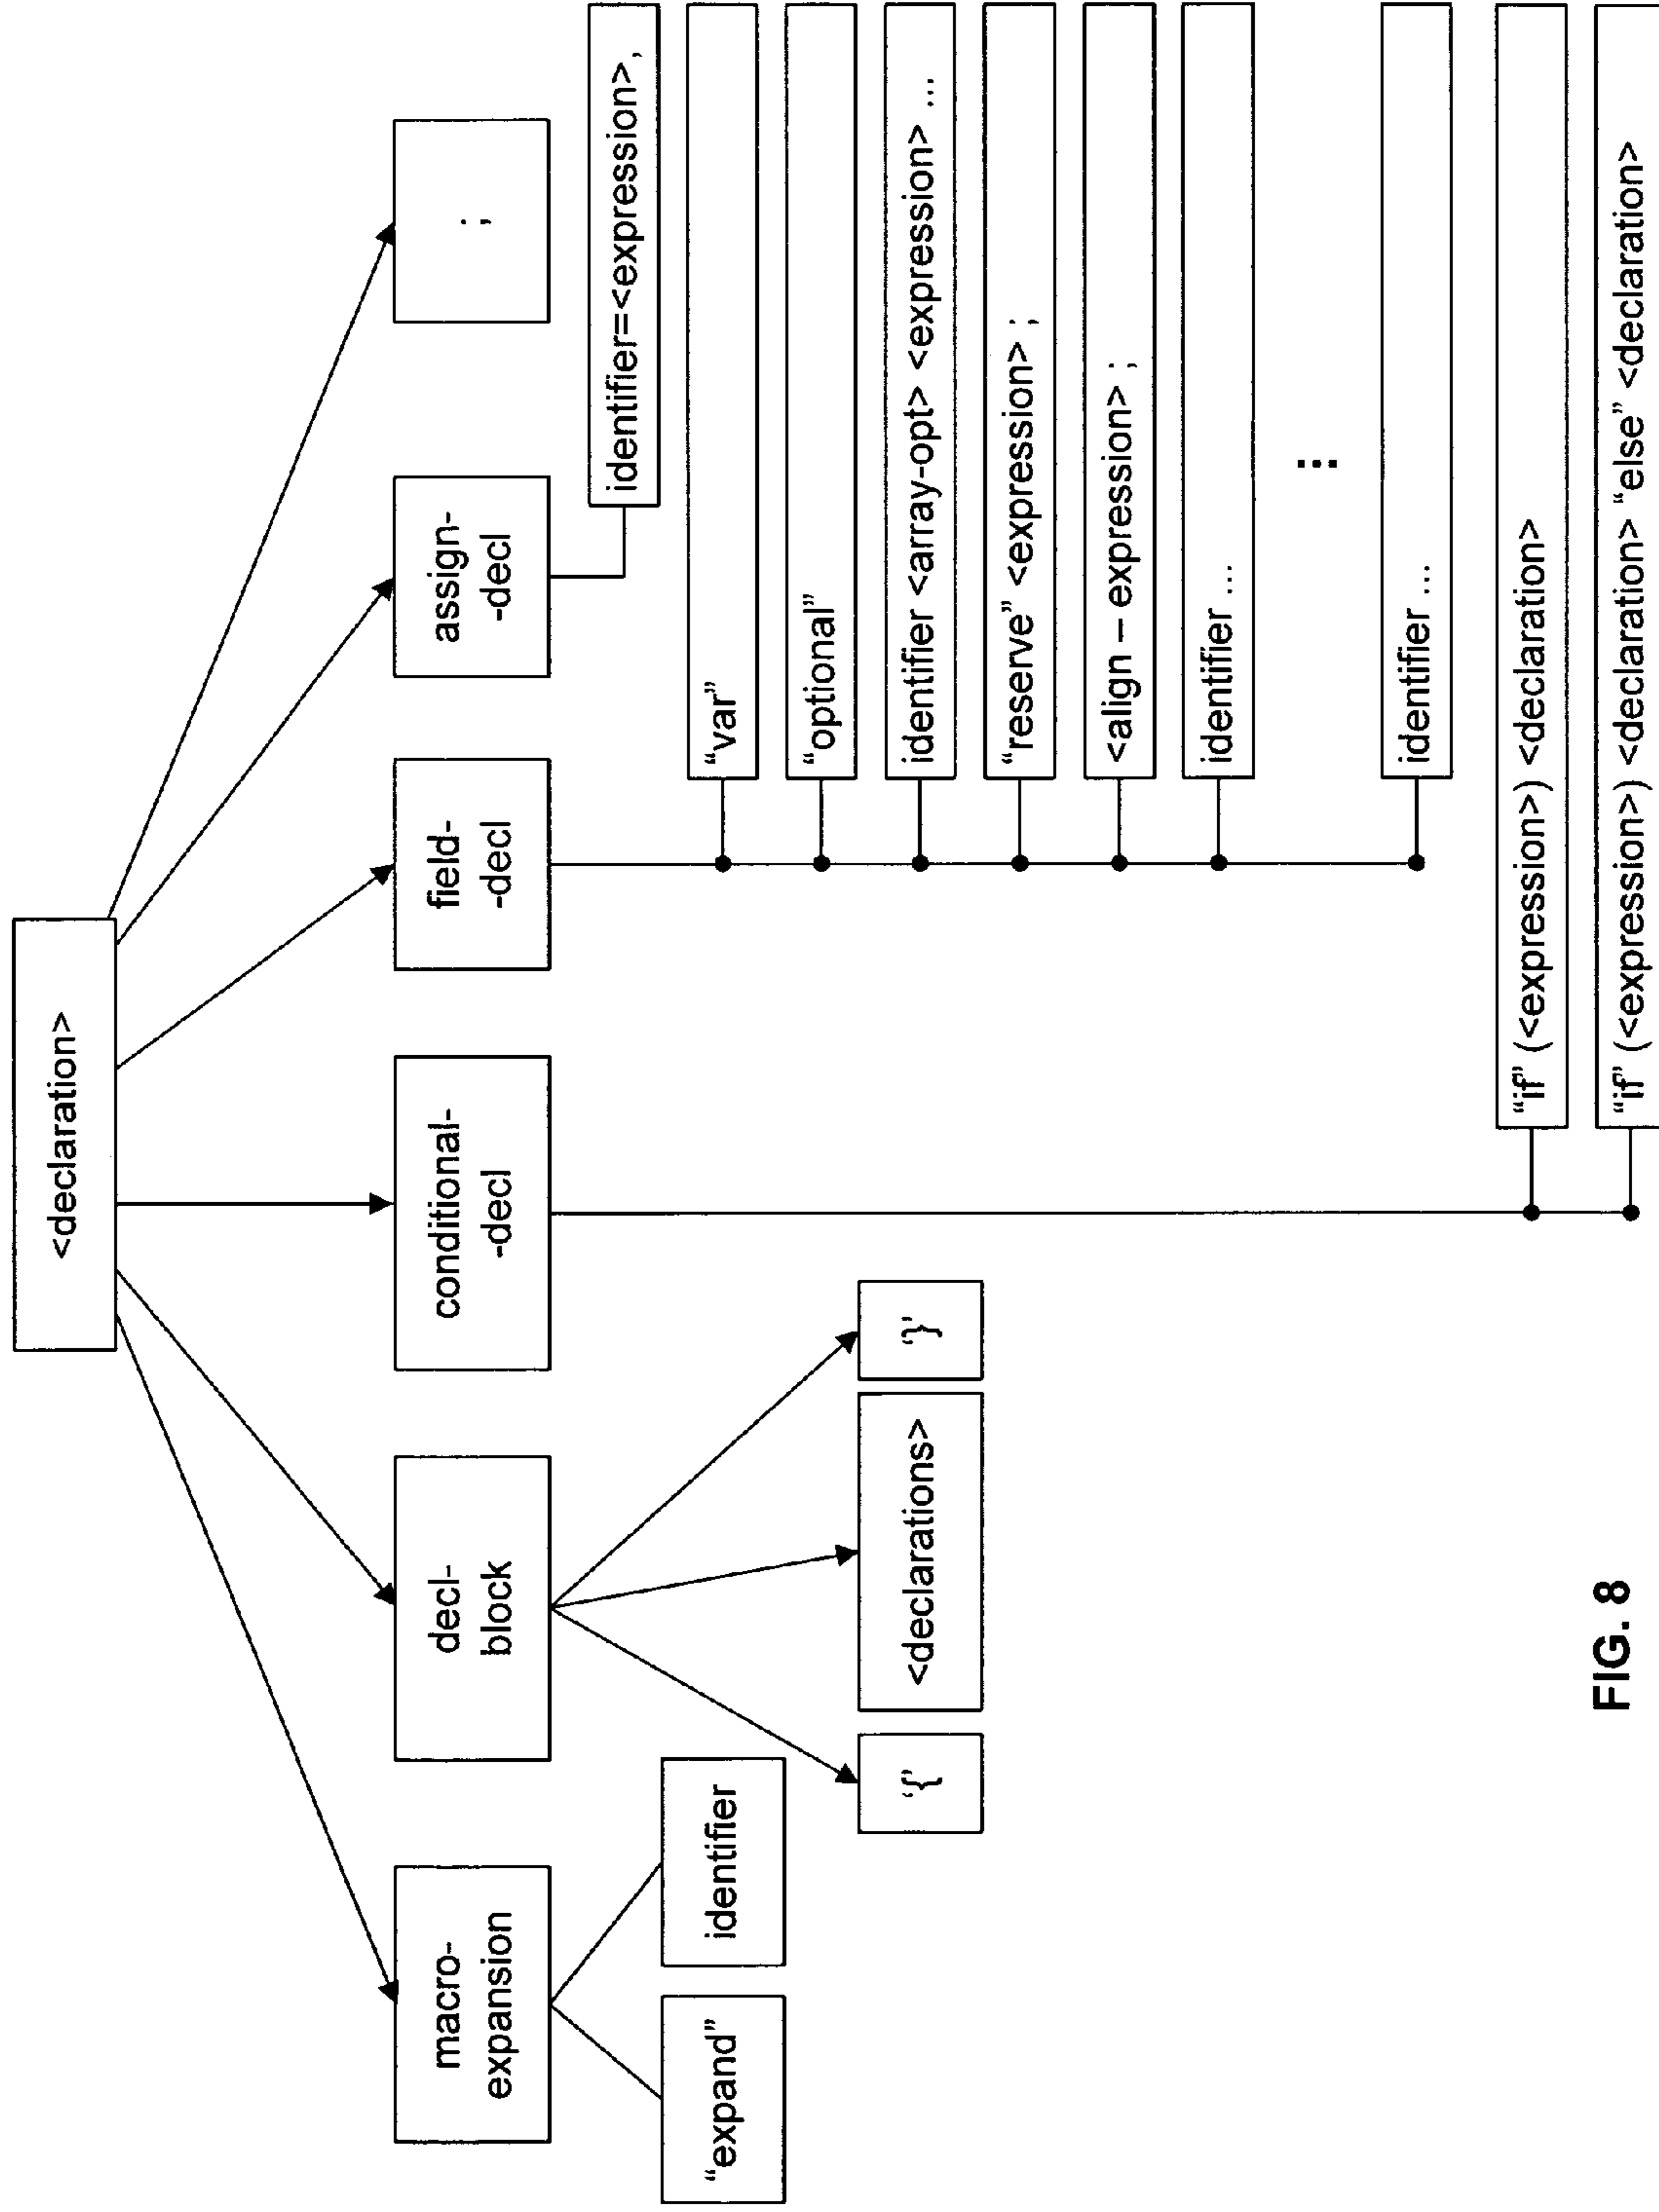 <declaration>
macro-
expansion
decl-
block
conditional-
-decl
field-
-decl
assign-
-decl
;
"expand"
identifier
'{'
<declarations>
'}'
identifier=<expression>,
“var”
“optional”
identifier <array-opt> <expression> ...
“reserve” <expression> ;
<align – expression> ;
identifier ...
...
identifier ...
“if” (<expression>) <declaration>
“if” (<expression>) <declaration> “else” <declaration>
FIG. 8